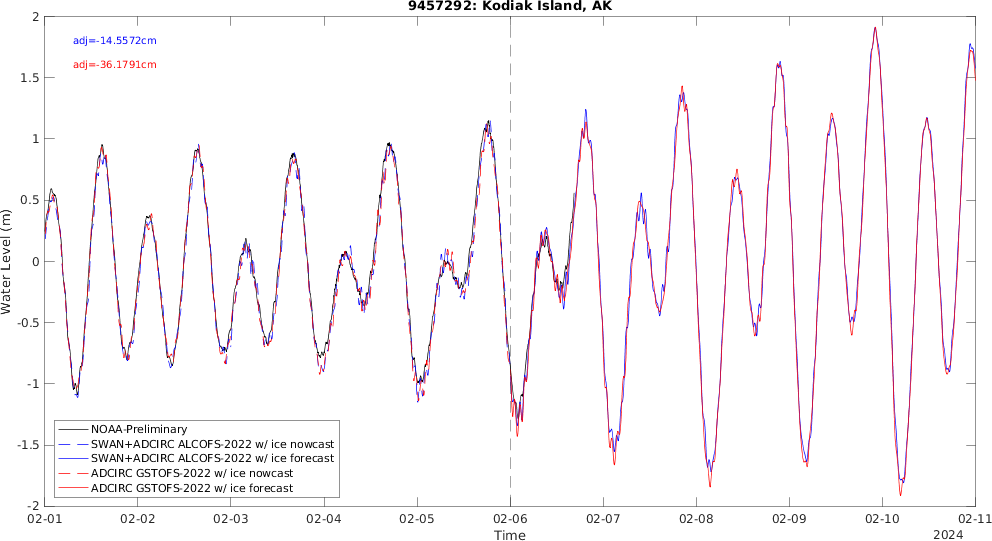 9457292: Kodiak Island, AK
2
1.5
1
0.5
0
-0.5
-1
-1.5
-2
Water Level (m)
adj=-14.5572cm
adj=-36.1791cm
NOAA-Preliminary
SWAN+ADCIRC ALCOFS-2022 w/ ice nowcast
SWAN+ADCIRC ALCOFS-2022 w/ ice forecast
ADCIRC GSTOFS-2022 w/ ice nowcast
ADCIRC GSTOFS-2022 w/ ice forecast
02-01 02-02 02-03 02-04 02-05 02-06 02-07 02-08 02-09 02-10 02-11
Time
2024